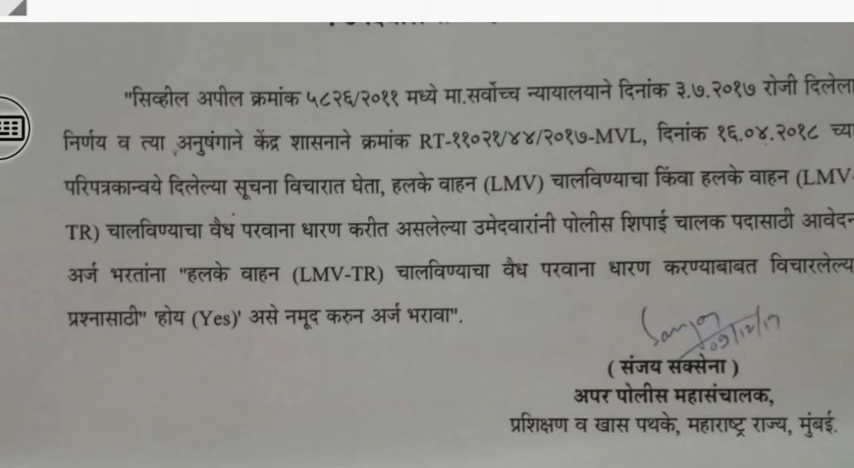 "सिव्हील अपील क्रमांक ५८२६/२०११ मध्ये मा.सर्वोच्च न्यायालयाने दिनांक ३.७.२०१७ रोजी दिलेला
निर्णय व त्या अनुषंगाने केंद्र शासनाने क्रमांक RT-११०२१/४४/२०१७-MVL, दिनांक १६.०४.२०१८ च्या
परिपत्रकान्वये दिलेल्या सूचना विचारात घेता, हलके वाहन (LMV) चालविण्याचा किंवा हलके वाहन (LMV-
TR) चालविण्याचा वैध परवाना धारण करीत असलेल्या उमेदवारांनी पोलीस शिपाई चालक पदासाठी आवेदन
अर्ज भरतांना "हलके वाहन (LMV-TR) चालविण्याचा वैध परवाना धारण करण्याबाबत विचारलेल्या
प्रश्नासाठी" 'होय (Yes)' असे नमूद करुन अर्ज भरावा".
( संजय सक्सेना )
अपर पोलीस महासंचालक,
प्रशिक्षण व खास पथके, महाराष्ट्र राज्य, मुंबई.